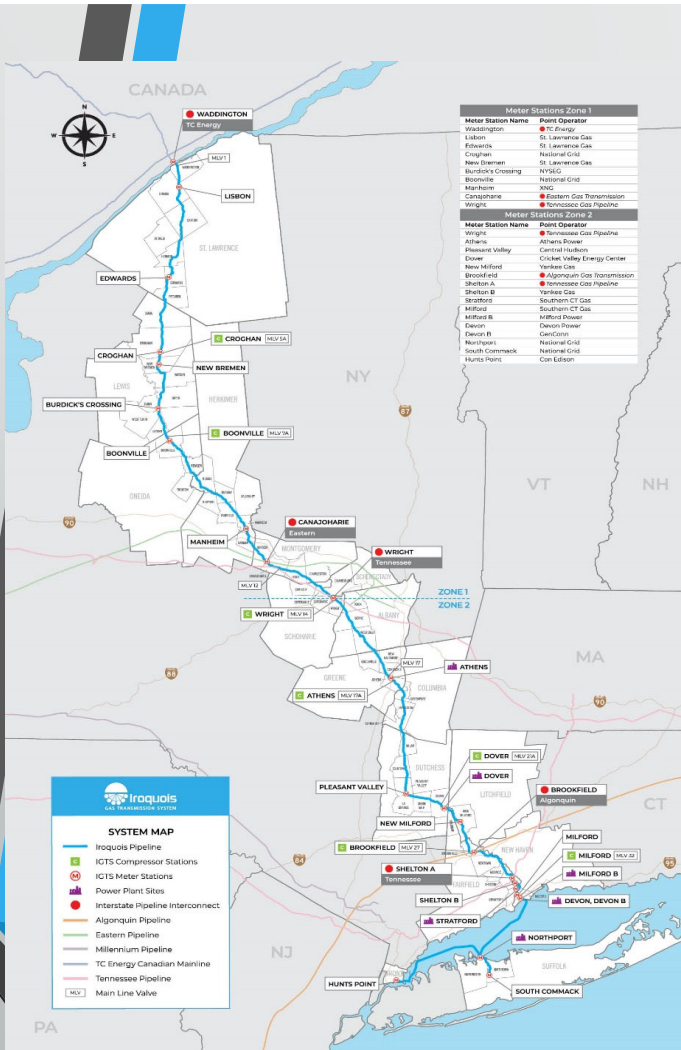 CANADA
N
W
E
S
WADDINGTON
TC Energy
MLV 1
LISBON
ST. LAWRENCE
EDWARDS
C CROGHAN MLV 5A
CROGHAN
NEW BREMEN
LEWIS
HERKIMER
BURDICK'S CROSSING
C BOONVILLE MLV 9A
BOONVILLE
ONEIDA
NY
87
VT
NH
90
CANAJOHARIE
Eastern
MANHEIM
MONTGOMERY
WRIGHT
Tennessee
MLV 12
SCHENECTADY
ZONE 1
ZONE 2
C WRIGHT MLV 14
ALBANY
SCHOHARIE
MA
MLV 17
88
GREENE
ATHENS
C ATHENS MLV 17A
COLUMBIA
90
DUTCHESS
C DOVER MLV 21A
DOVER
LITCHFIELD
PLEASANT VALLEY
BROOKFIELD
Algonquin
CT
NEW MILFORD
MILFORD
C BROOKFIELD MLV 27
NEW HAVEN
C MILFORD MLV 32
95
84
SHELTON A
Tennessee
FAIRFIELD
MILFORD B
SHELTON B
DEVON, DEVON B
STRATFORD
NORTHPORT
NJ
SUFFOLK
HUNTS POINT
SOUTH COMMACK
PA
Meter Stations Zone 1
Meter Station Name Point Operator
Waddington TC Energy
Lisbon St. Lawrence Gas
Edwards St. Lawrence Gas
Croghan National Grid
New Bremen St. Lawrence Gas
Burdick's Crossing NYSEG
Boonville National Grid
Manheim XNG
Canajoharie Eastern Gas Transmission
Wright Tennessee Gas Pipeline
Meter Stations Zone 2
Meter Station Name Point Operator
Wright Tennessee Gas Pipeline
Athens Athens Power
Pleasant Valley Central Hudson
Dover Cricket Valley Energy Center
New Milford Yankee Gas
Brookfield Algonquin Gas Transmission
Shelton A Tennessee Gas Pipeline
Shelton B Yankee Gas
Stratford Southern CT Gas
Milford Southern CT Gas
Milford B Milford Power
Devon Devon Power
Devon B GenConn
Northport National Grid
South Commack National Grid
Hunts Point Con Edison
Iroquois
GAS TRANSMISSION SYSTEM
SYSTEM MAP
Iroquois Pipeline
C IGTS Compressor Stations
M IGTS Meter Stations
Power Plant Sites
Interstate Pipeline Interconnect
Algonquin Pipeline
Eastern Pipeline
Millennium Pipeline
TC Energy Canadian Mainline
Tennessee Pipeline
MLV Main Line Valve